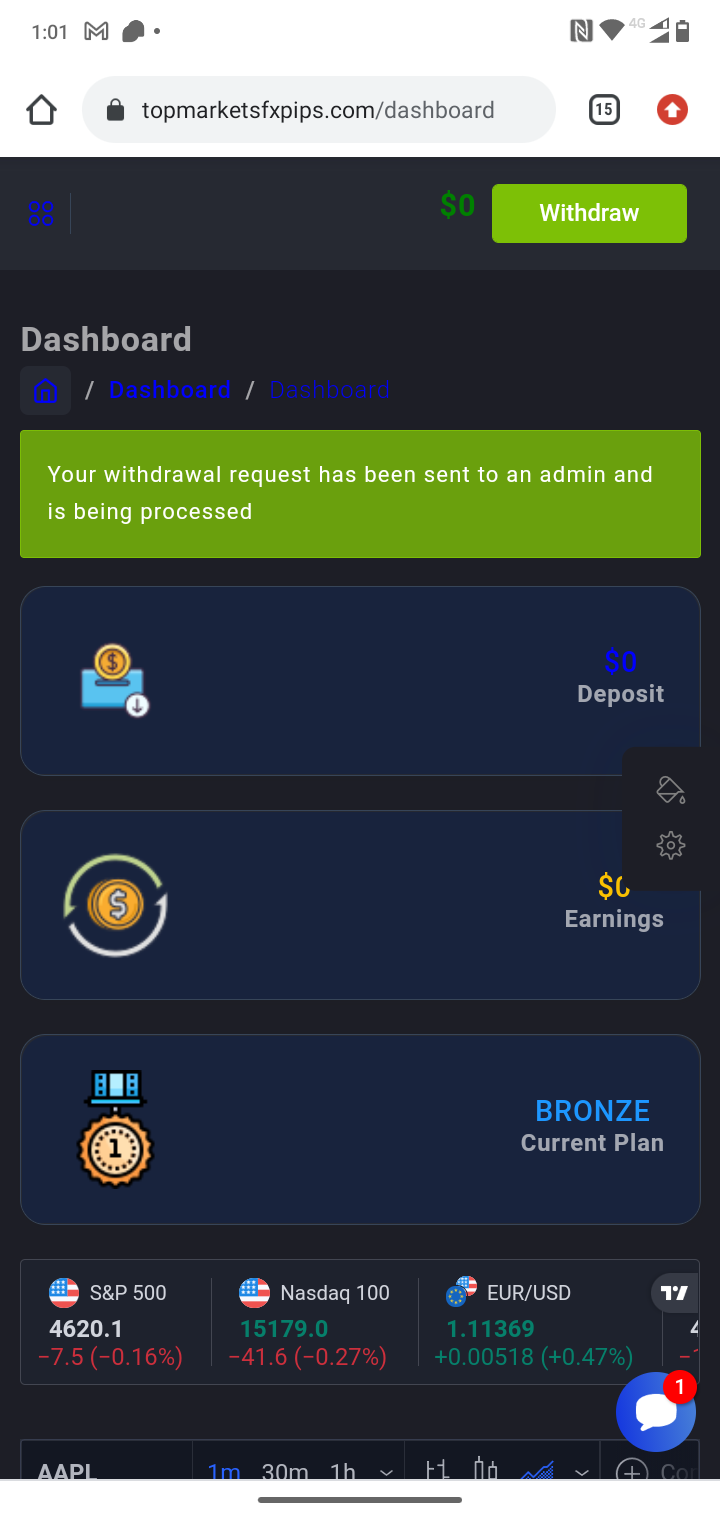 1:01
4G
topmarketsfxpips.com/dashboard
15
$0
Withdraw
Dashboard
/ Dashboard / Dashboard
Your withdrawal request has been sent to an admin and
is being processed
$0
Deposit
$0
Earnings
1
BRONZE
Current Plan
S&P 500
4620.1
−7.5 (−0.16%)
Nasdaq 100
15179.0
−41.6 (−0.27%)
EUR/USD
1.11369
+0.00518 (+0.47%)
1
AAPL
1m
30m
1h